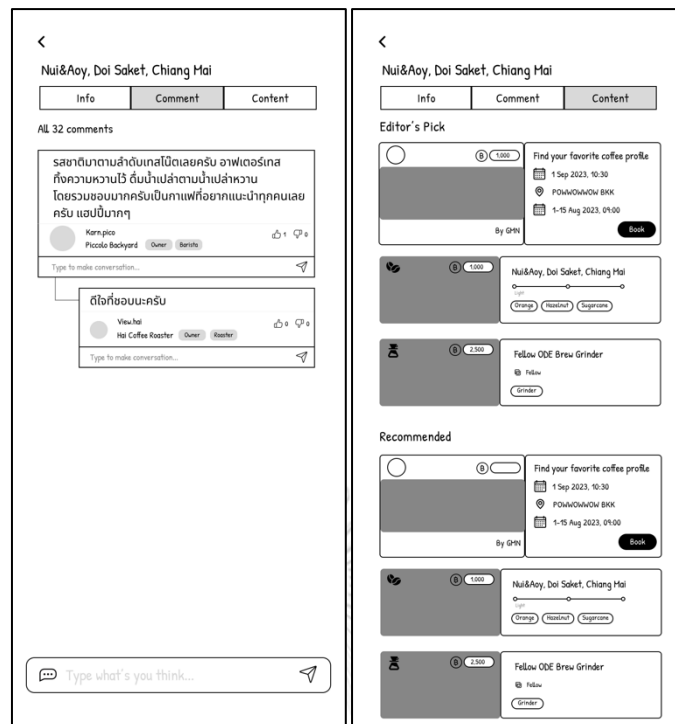 Nui&Aoy, Doi Saket, Chiang Mai
Info
Comment
Content
All 32 comments
รสชาติมาตามลำดับเทสโน๊ตเลยครับ อาฟเตอร์เทส
ทิ้งความหวานไว้ ดื่มน้ำเปล่าตามน้ำเปล่าหวาน
โดยรวมชอบมากครับเป็นกาแฟที่อยากแนะนำทุกคนเลย
ครับ แฮปปี้มากๆ
Karn.pico
Piccolo Backyard
Owner
Barista
1
0
Type to make conversation...
ดีใจที่ชอบนะครับ
View.hai
Hai Coffee Roaster
Owner
Roaster
0
0
Type to make conversation...
Type what's you think...
Nui&Aoy, Doi Saket, Chiang Mai
Info
Comment
Content
Editor's Pick
B 1,000
By GMN
Find your favorite coffee profile
1 Sep 2023, 10:30
POWWOWWOW BKK
1-15 Aug 2023, 09:00
Book
B 1,000
Nui&Aoy, Doi Saket, Chiang Mai
Light
Orange
Hazelnut
Sugarcane
B 2,500
Fellow ODE Brew Grinder
Fellow
Grinder
Recommended
B
By GMN
Find your favorite coffee profile
1 Sep 2023, 10:30
POWWOWWOW BKK
1-15 Aug 2023, 09:00
Book
B 1,000
Nui&Aoy, Doi Saket, Chiang Mai
Light
Orange
Hazelnut
Sugarcane
B 2,500
Fellow ODE Brew Grinder
Fellow
Grinder